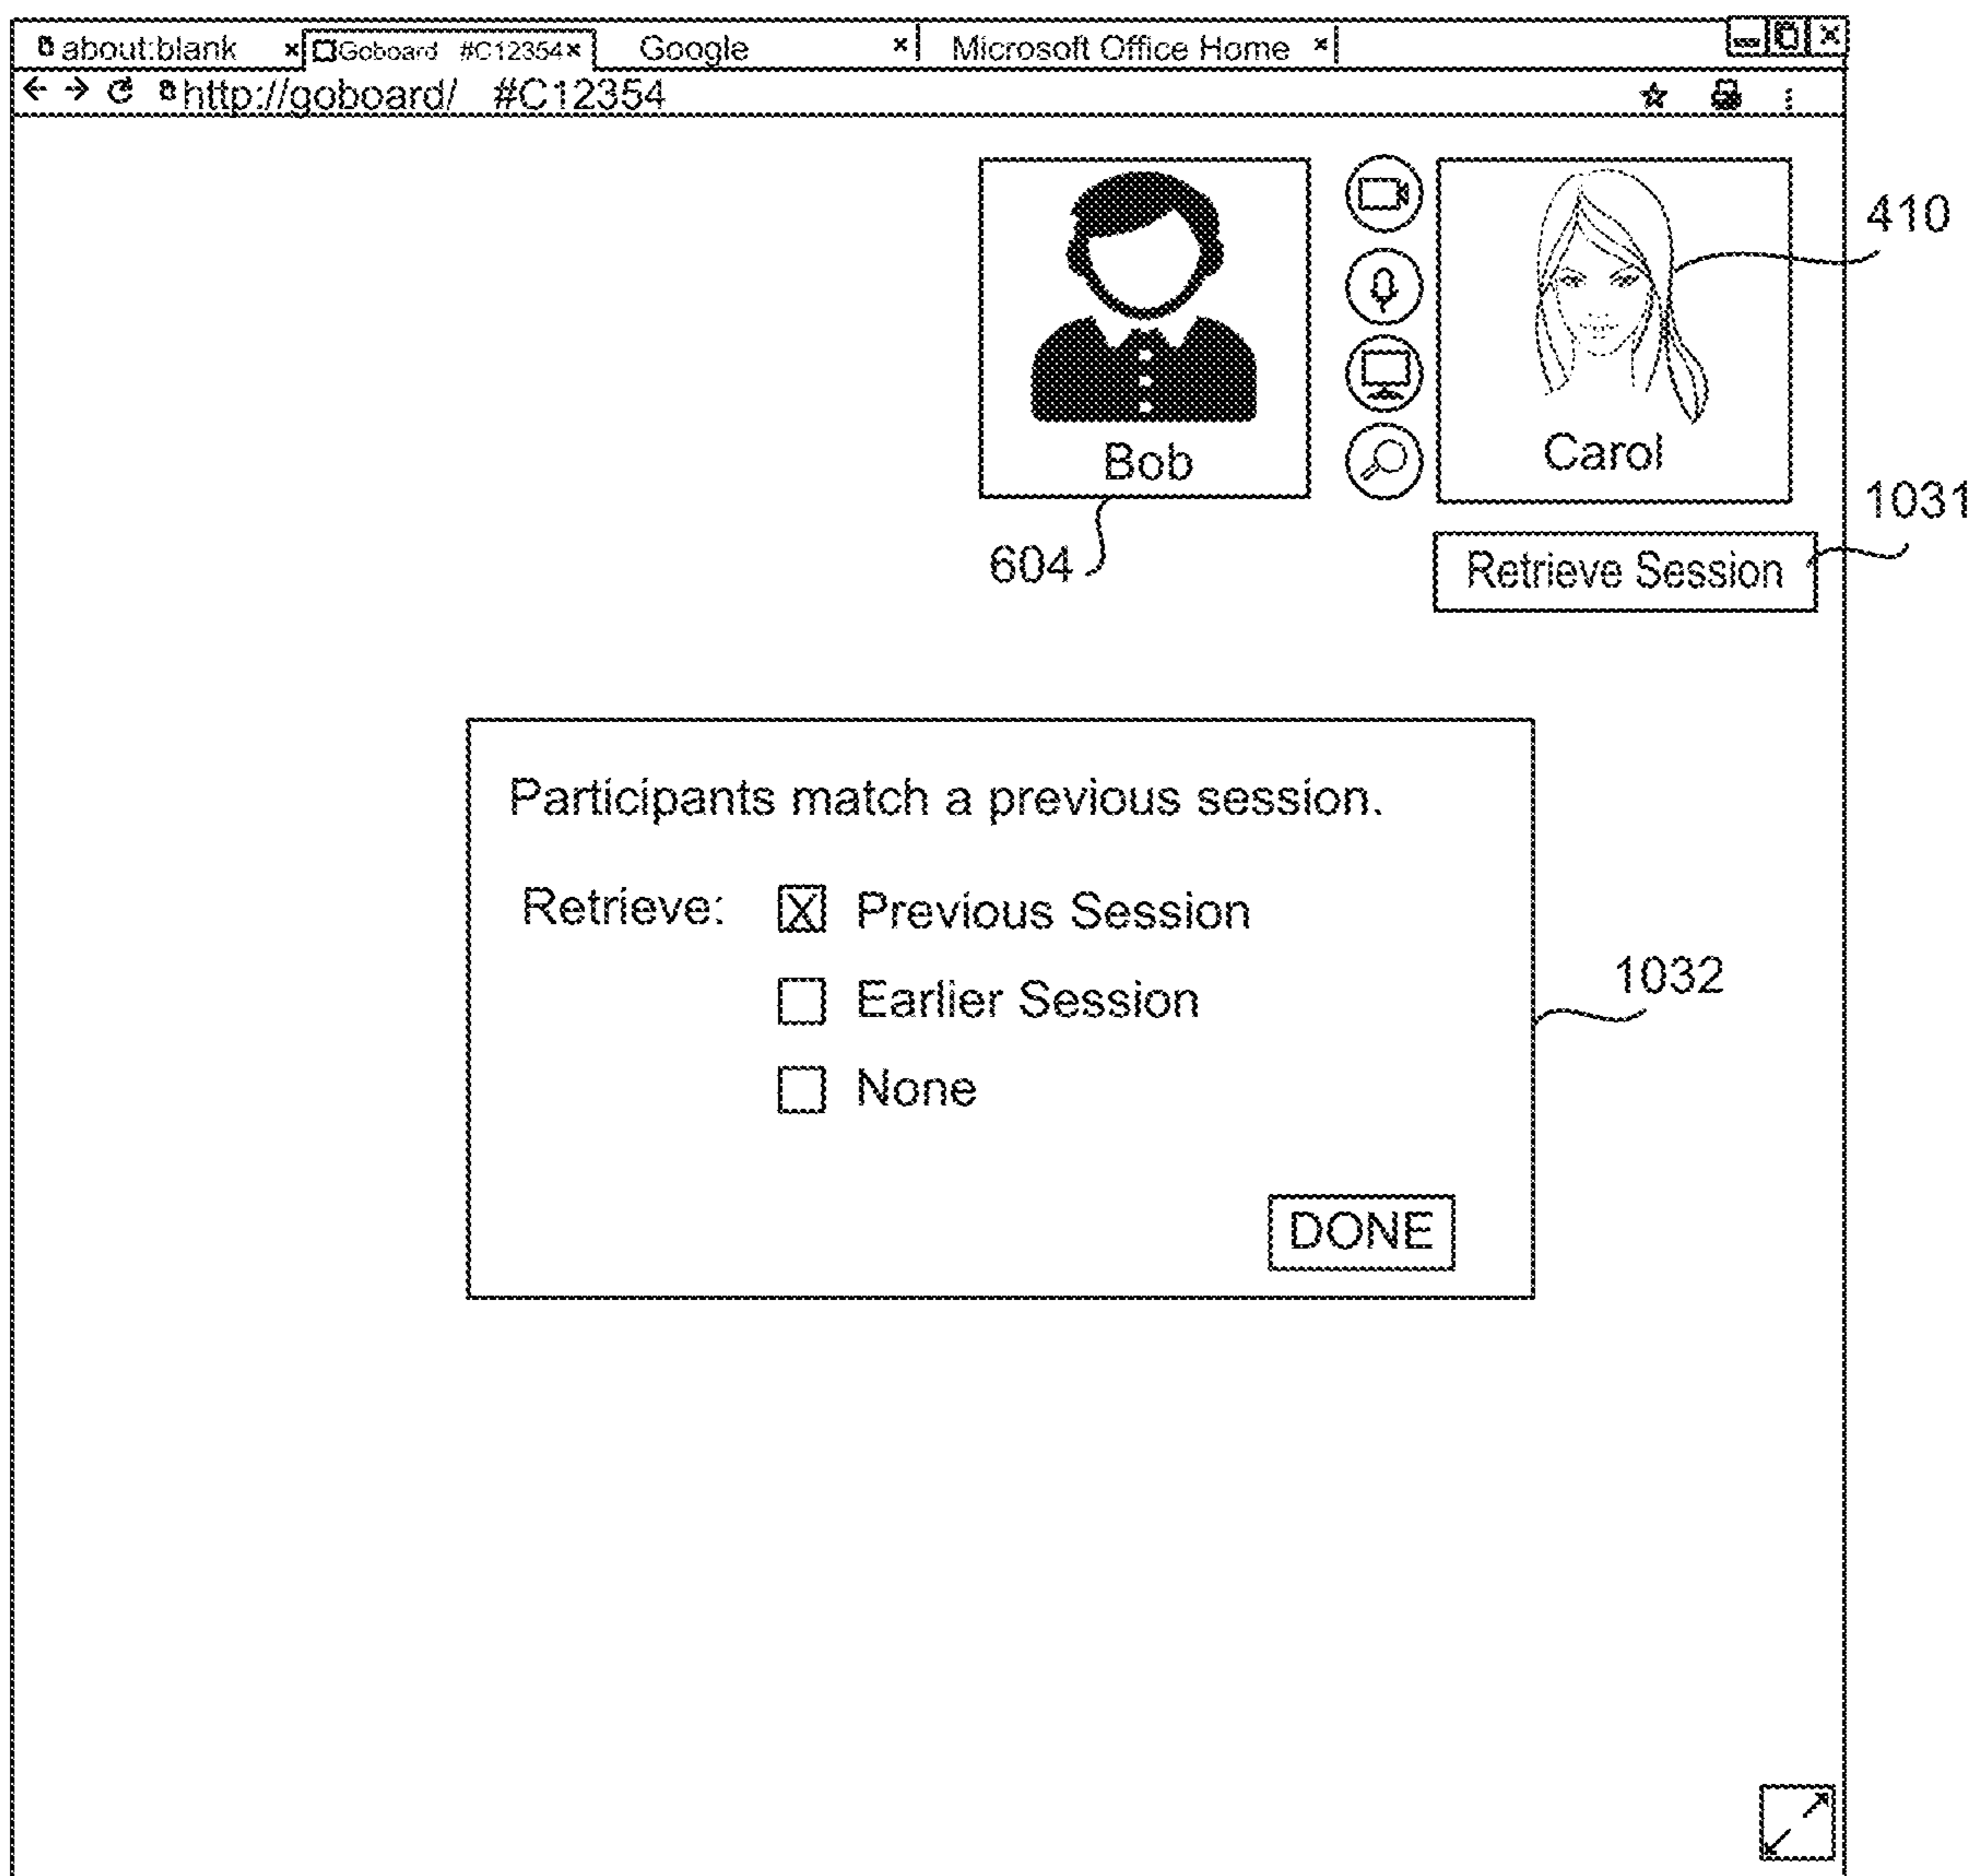 about:blank × Goboard #C12354× Google × Microsoft Office Home ×
http://goboard/ #C12354
410
Bob
Carol
1031
604
Retrieve Session
Participants match a previous session.
Retrieve: X Previous Session
1032
Earlier Session
None
DONE